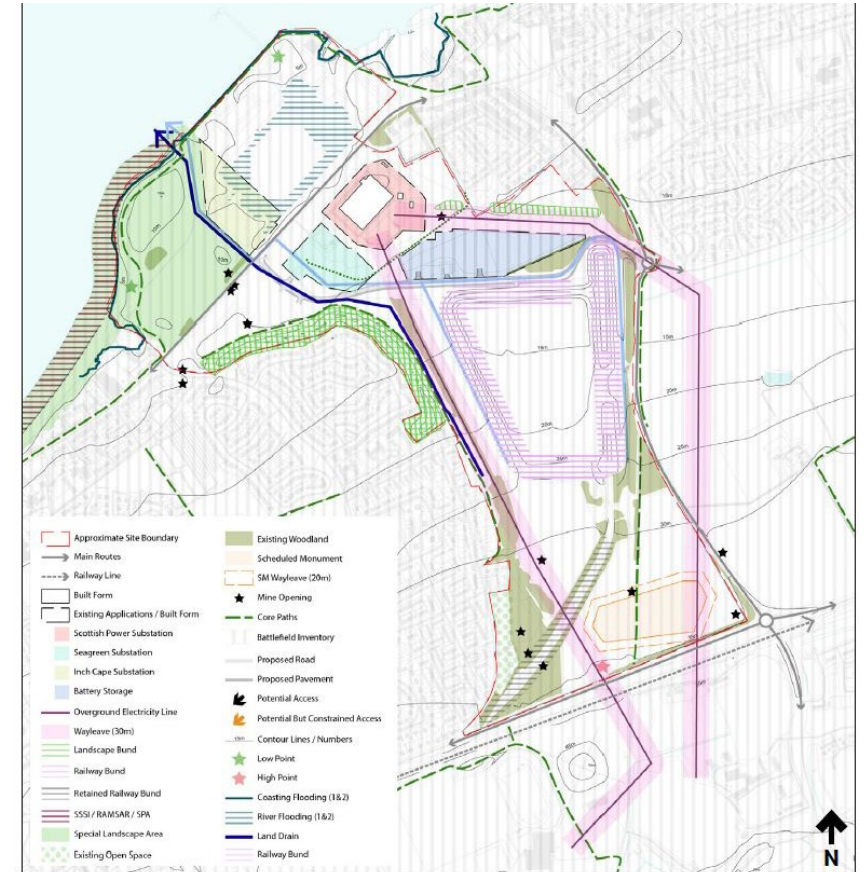 Approximate Site Boundary
Main Routes
Railway Line
Built Form
Existing Applications / Built Form
Scottish Power Substation
Seagreen Substation
Inch Cape Substation
Battery Storage
Overground Electricity Line
Wayleave (30m)
Landscape Bund
Railway Bund
Retained Railway Bund
SSSI / RAMSAR / SPA
Special Landscape Area
Existing Open Space
Existing Woodland
Scheduled Monument
SM Wayleave (20m)
Mine Opening
Core Paths
Battlefield Inventory
Proposed Road
Proposed Pavement
Potential Access
Potential But Constrained Access
Contour Lines / Numbers
Low Point
High Point
Coasting Flooding (1&2)
River Flooding (1&2)
Land Drain
Railway Bund
N